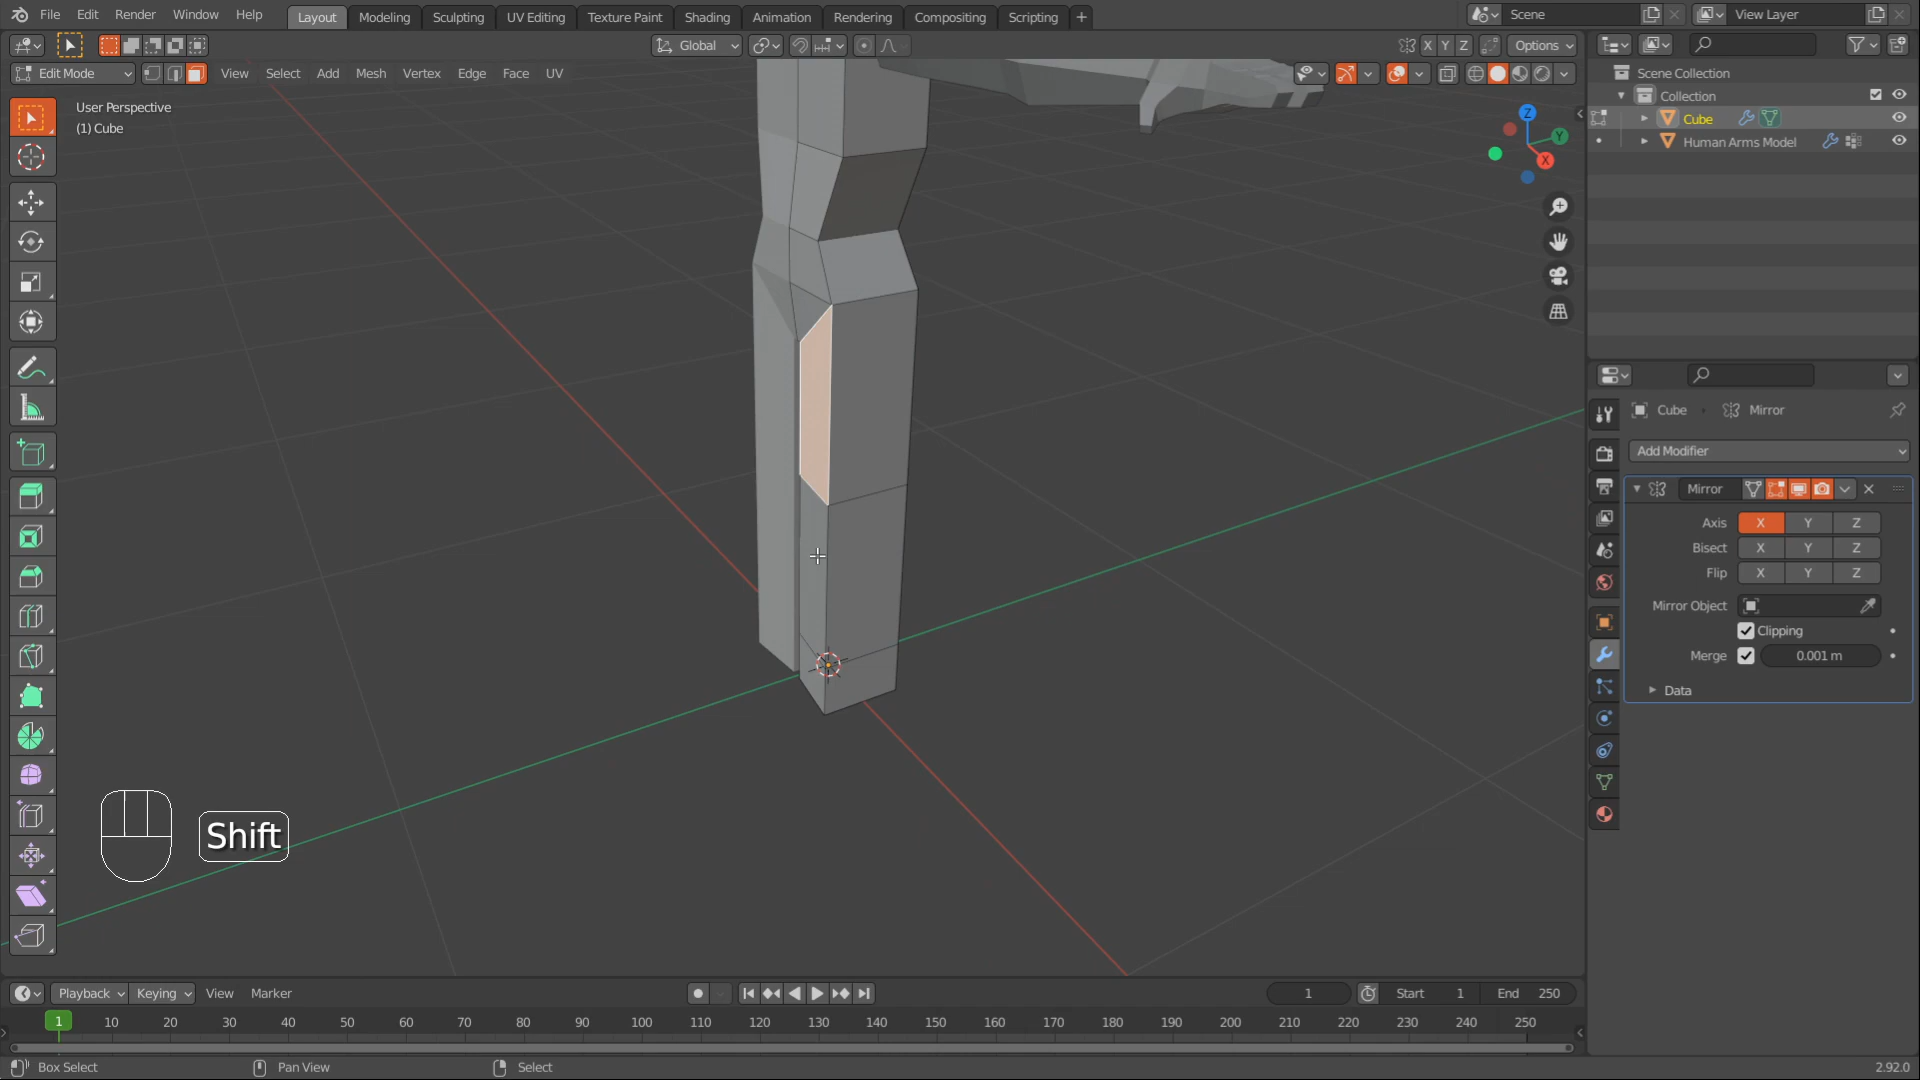 File Edit Render Window Help Layout Modeling Sculpting UV Editing Texture Paint Shading Animation Rendering Compositing Scripting + Scene View Layer
Global X Y Z Options
Edit Mode View Select Add Mesh Vertex Edge Face UV
Scene Collection
Collection
Cube
Human Arms Model
User Perspective
(1) Cube
Z
Y
X
Cube Mirror
Add Modifier
Mirror
Axis X Y Z
Bisect X Y Z
Flip X Y Z
Mirror Object
Clipping
Merge 0.001 m
Data
Shift
Playback Keying View Marker 1 Start 1 End 250
1 10 20 30 40 50 60 70 80 90 100 110 120 130 140 150 160 170 180 190 200 210 220 230 240 250
Box Select Pan View Select 2.92.0